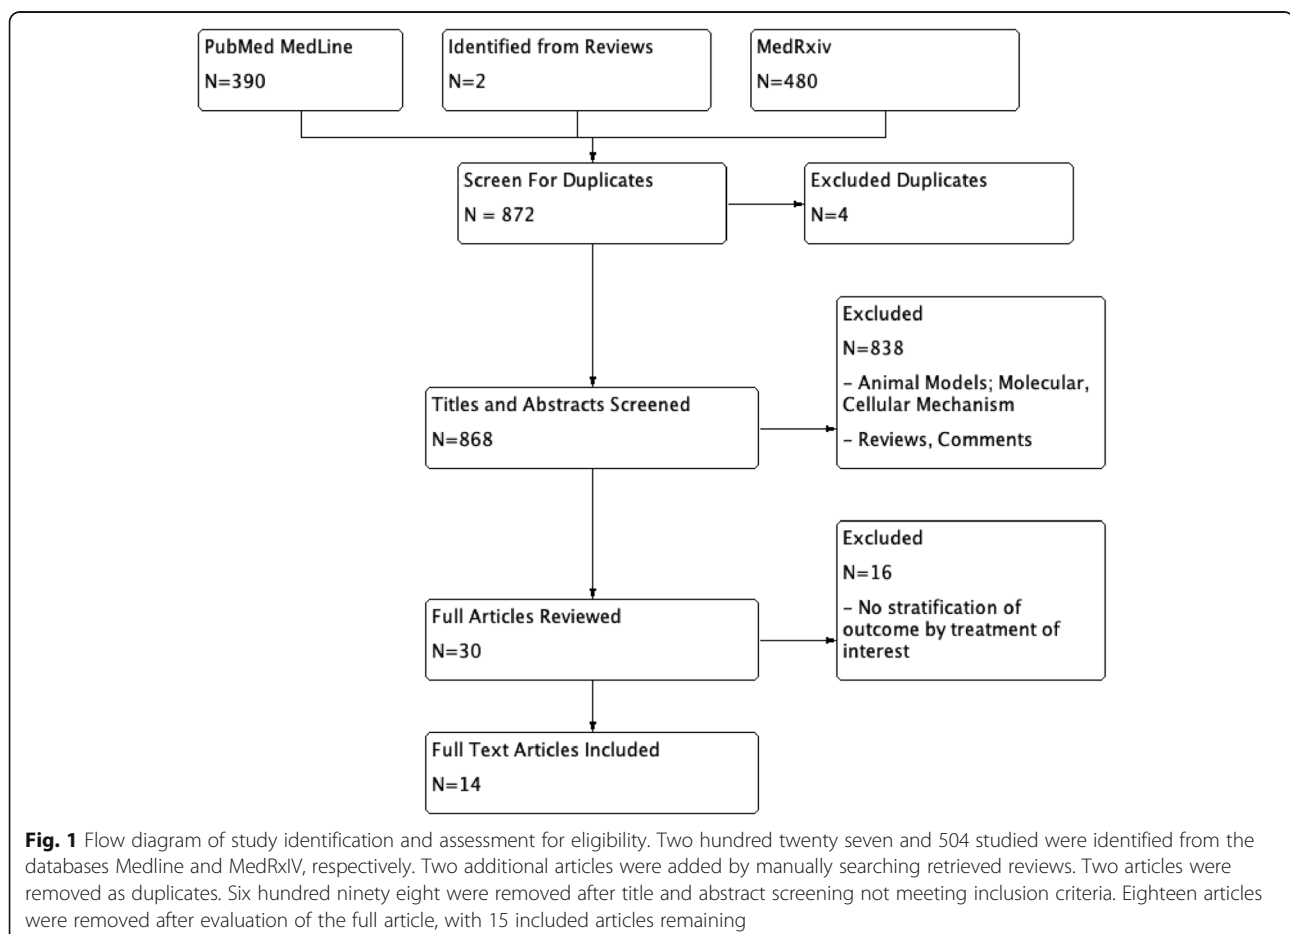 PubMed MedLine
N=390
Identified from Reviews
N=2
MedRxiv
N=480
Screen For Duplicates
N = 872
Excluded Duplicates
N=4
Excluded
N=838
– Animal Models; Molecular,
Cellular Mechanism
– Reviews, Comments
Titles and Abstracts Screened
N=868
Excluded
N=16
– No stratification of
outcome by treatment of
interest
Full Articles Reviewed
N=30
Full Text Articles Included
N=14
Fig. 1 Flow diagram of study identification and assessment for eligibility. Two hundred twenty seven and 504 studied were identified from the
databases Medline and MedRxIV, respectively. Two additional articles were added by manually searching retrieved reviews. Two articles were
removed as duplicates. Six hundred ninety eight were removed after title and abstract screening not meeting inclusion criteria. Eighteen articles
were removed after evaluation of the full article, with 15 included articles remaining